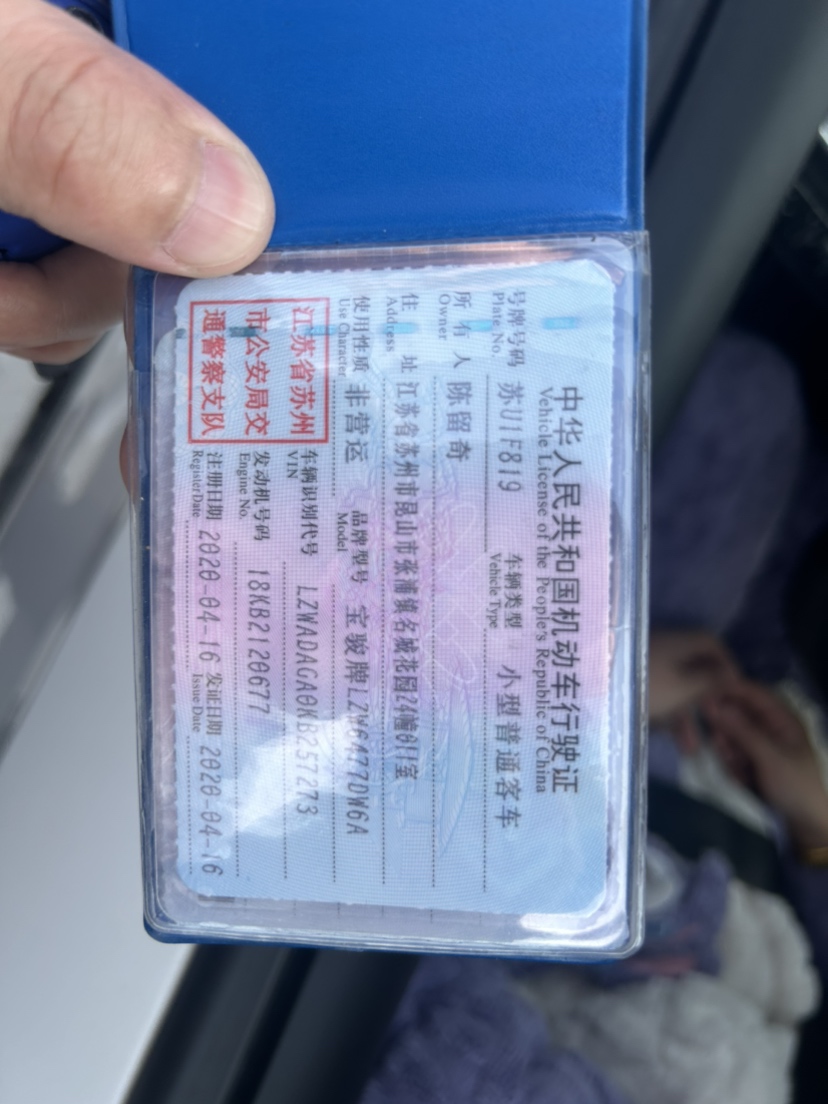 中华人民共和国机动车行驶证
Vehicle License of the People's Republic of China
号牌号码 苏U1F819 车辆类型 小型普通客车
Plate No. Vehicle Type
所有人 陈留奇
Owner
住址 江苏省苏州市昆山市张浦镇名城花园24幢011室
Address
使用性质 非营运 品牌型号 宝骏牌LZW6477DW6A
Use Character Model
江苏省苏州市公安局交通警察支队
车辆识别代号 LZWADAGA0KB257273
VIN
发动机号码 18KB2120677
Engine No.
注册日期 2020-04-16 发证日期 2020-04-16
Register Date Issue Date